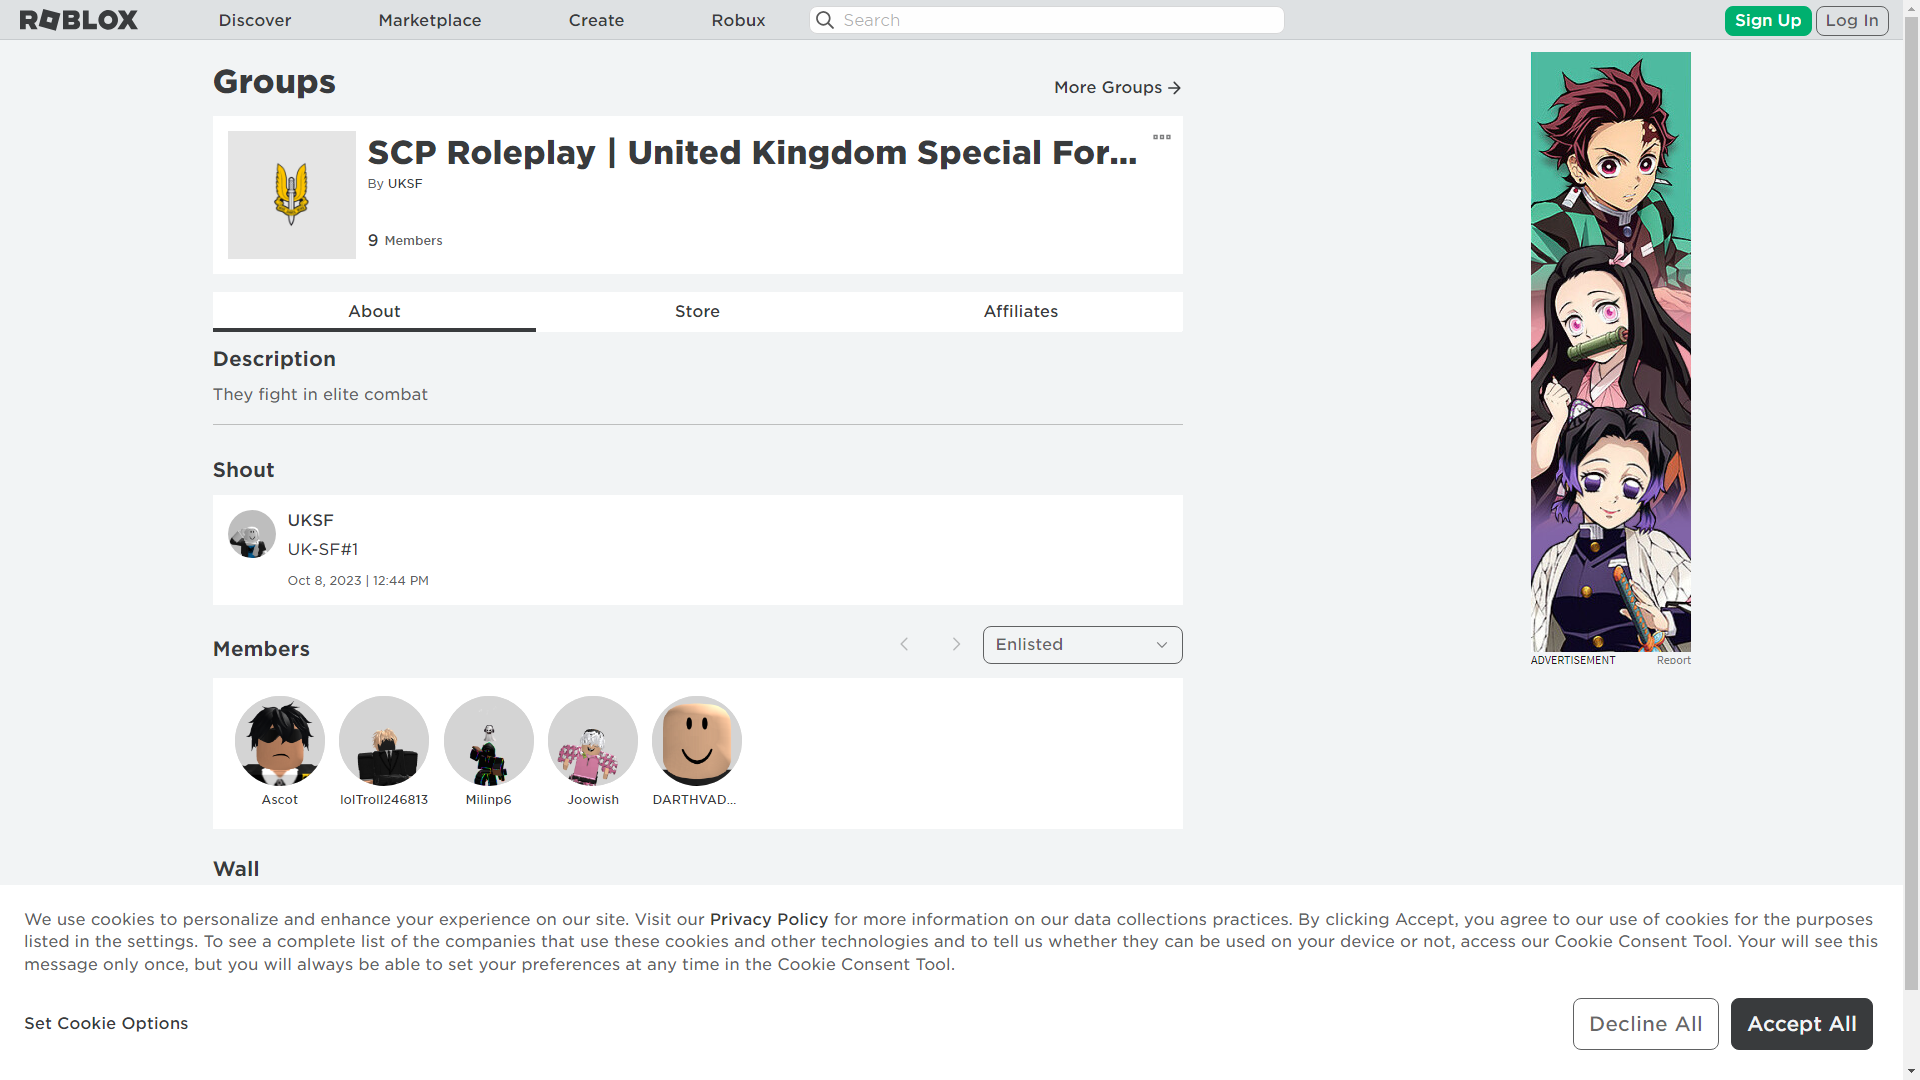 ROBLOX
Discover
Marketplace
Create
Robux
Search
Sign Up
Log In
Groups
More Groups
SCP Roleplay | United Kingdom Special For...
By UKSF
9 Members
About
Store
Affiliates
Description
They fight in elite combat
Shout
UKSF
UK-SF#1
Oct 8, 2023 | 12:44 PM
Members
Enlisted
Ascot
lolTroll246813
Milinp6
Joowish
DARTHVAD...
Wall
ADVERTISEMENT
Report
We use cookies to personalize and enhance your experience on our site. Visit our Privacy Policy for more information on our data collections practices. By clicking Accept, you agree to our use of cookies for the purposes
listed in the settings. To see a complete list of the companies that use these cookies and other technologies and to tell us whether they can be used on your device or not, access our Cookie Consent Tool. Your will see this
message only once, but you will always be able to set your preferences at any time in the Cookie Consent Tool.
Set Cookie Options
Decline All
Accept All